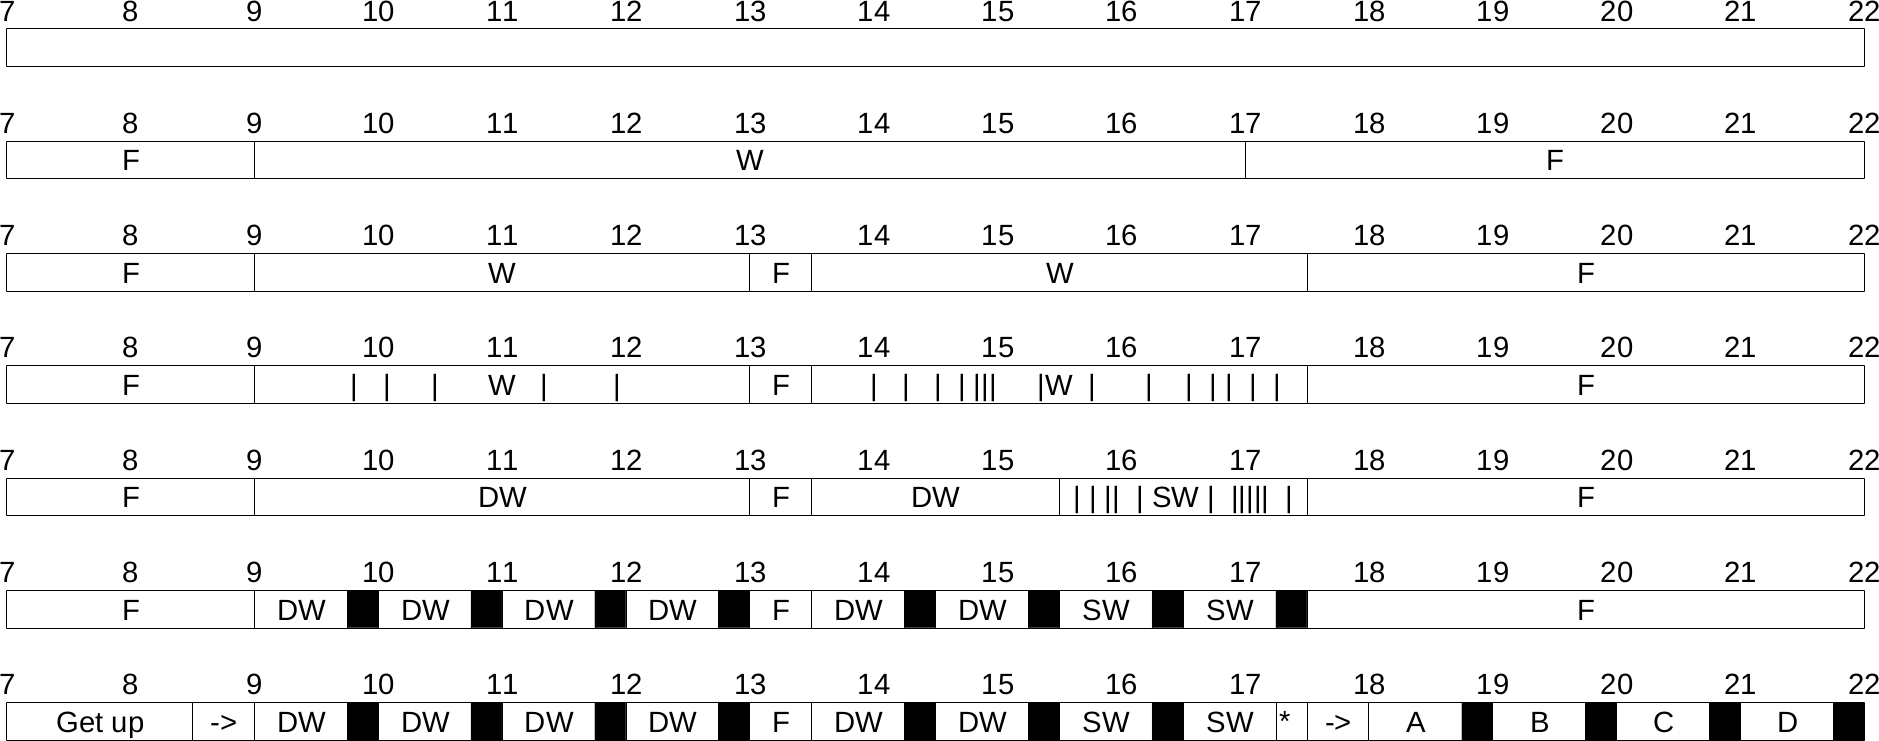 7 8 9 10 11 12 13 14 15 16 17 18 19 20 21 22
7 8 9 10 11 12 13 14 15 16 17 18 19 20 21 22
F W F
7 8 9 10 11 12 13 14 15 16 17 18 19 20 21 22
F W F W F
7 8 9 10 11 12 13 14 15 16 17 18 19 20 21 22
F | | | W | | F | | | | ||| |W | | | | | | | F
7 8 9 10 11 12 13 14 15 16 17 18 19 20 21 22
F DW F DW | | || | SW | ||||| | F
7 8 9 10 11 12 13 14 15 16 17 18 19 20 21 22
F DW DW DW DW F DW DW SW SW F
7 8 9 10 11 12 13 14 15 16 17 18 19 20 21 22
Get up -> DW DW DW DW F DW DW SW SW * -> A B C D